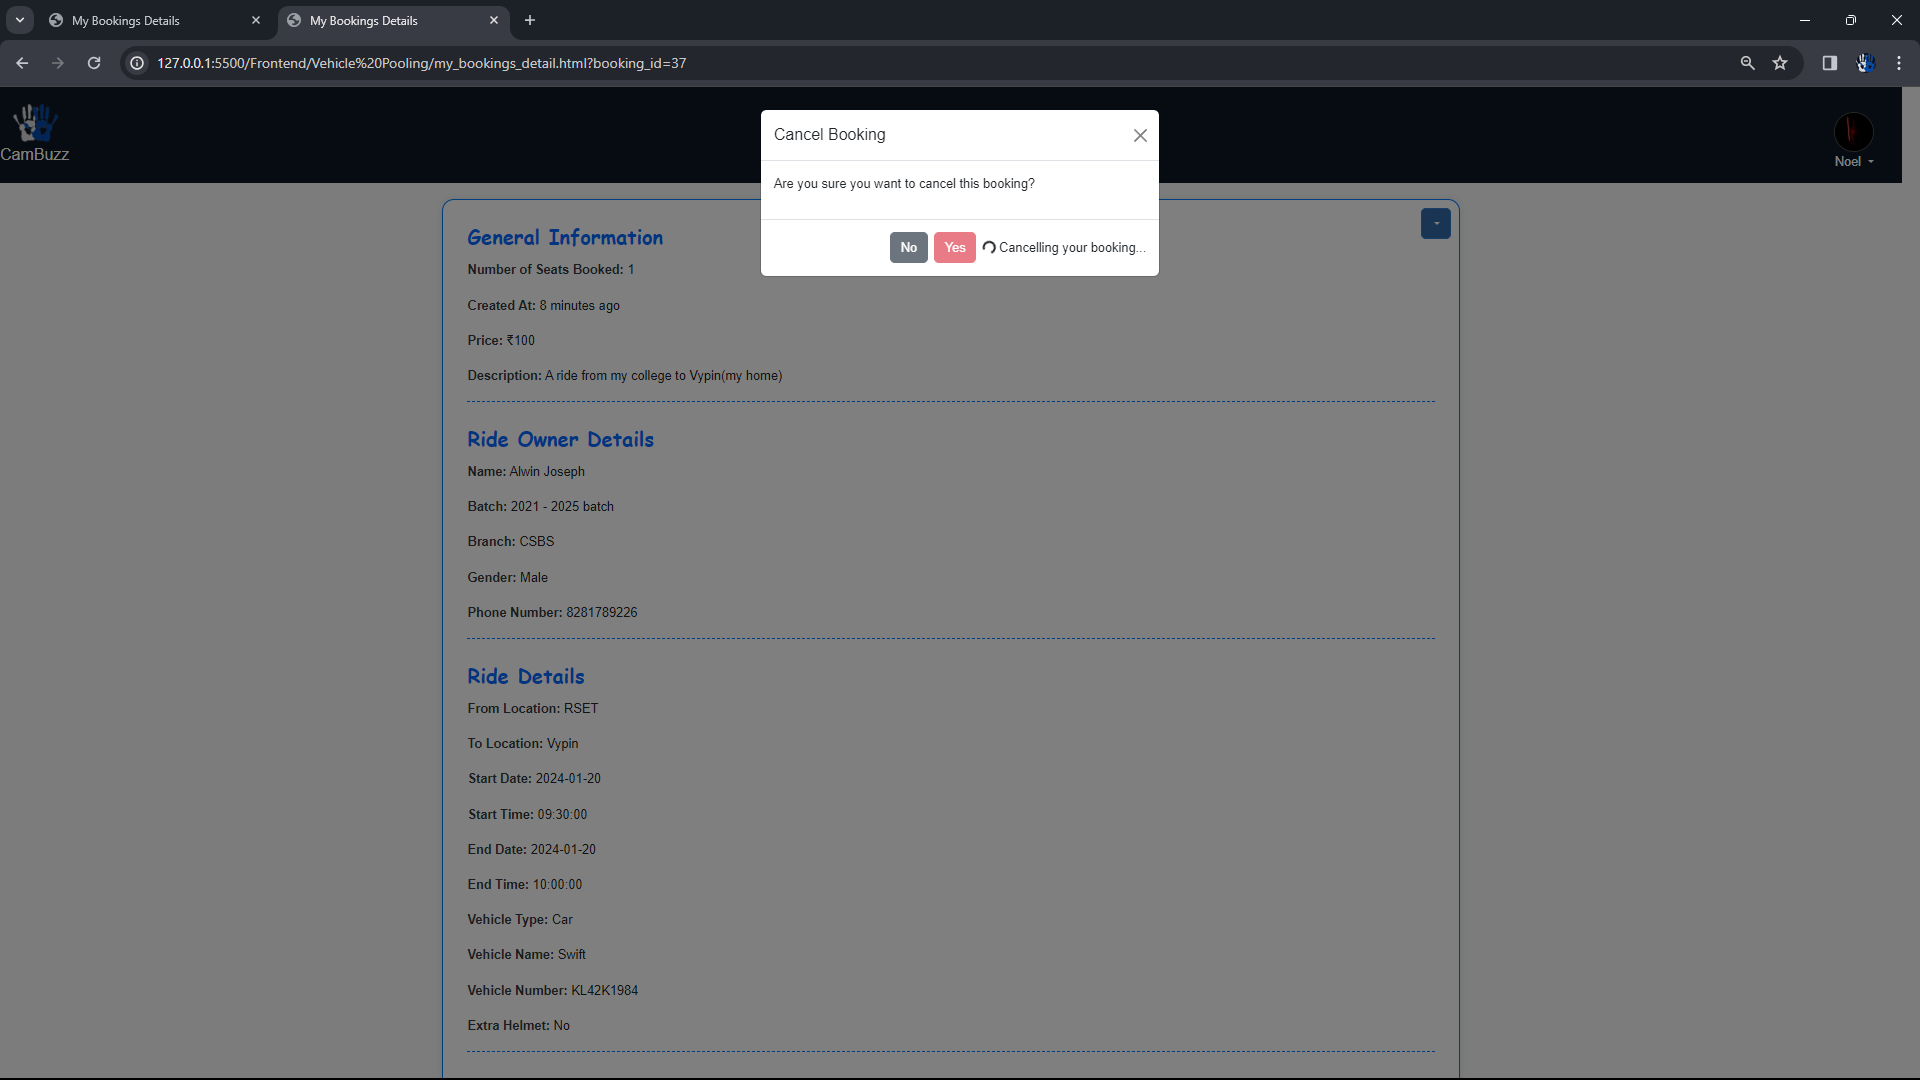 My Bookings Details
My Bookings Details
127.0.0.1:5500/Frontend/Vehicle%20Pooling/my_bookings_detail.html?booking_id=37
CamBuzz
Noel
Cancel Booking
Are you sure you want to cancel this booking?
No Yes Cancelling your booking...
General Information
Number of Seats Booked: 1
Created At: 8 minutes ago
Price: ₹100
Description: A ride from my college to Vypin(my home)
Ride Owner Details
Name: Alwin Joseph
Batch: 2021 - 2025 batch
Branch: CSBS
Gender: Male
Phone Number: 8281789226
Ride Details
From Location: RSET
To Location: Vypin
Start Date: 2024-01-20
Start Time: 09:30:00
End Date: 2024-01-20
End Time: 10:00:00
Vehicle Type: Car
Vehicle Name: Swift
Vehicle Number: KL42K1984
Extra Helmet: No